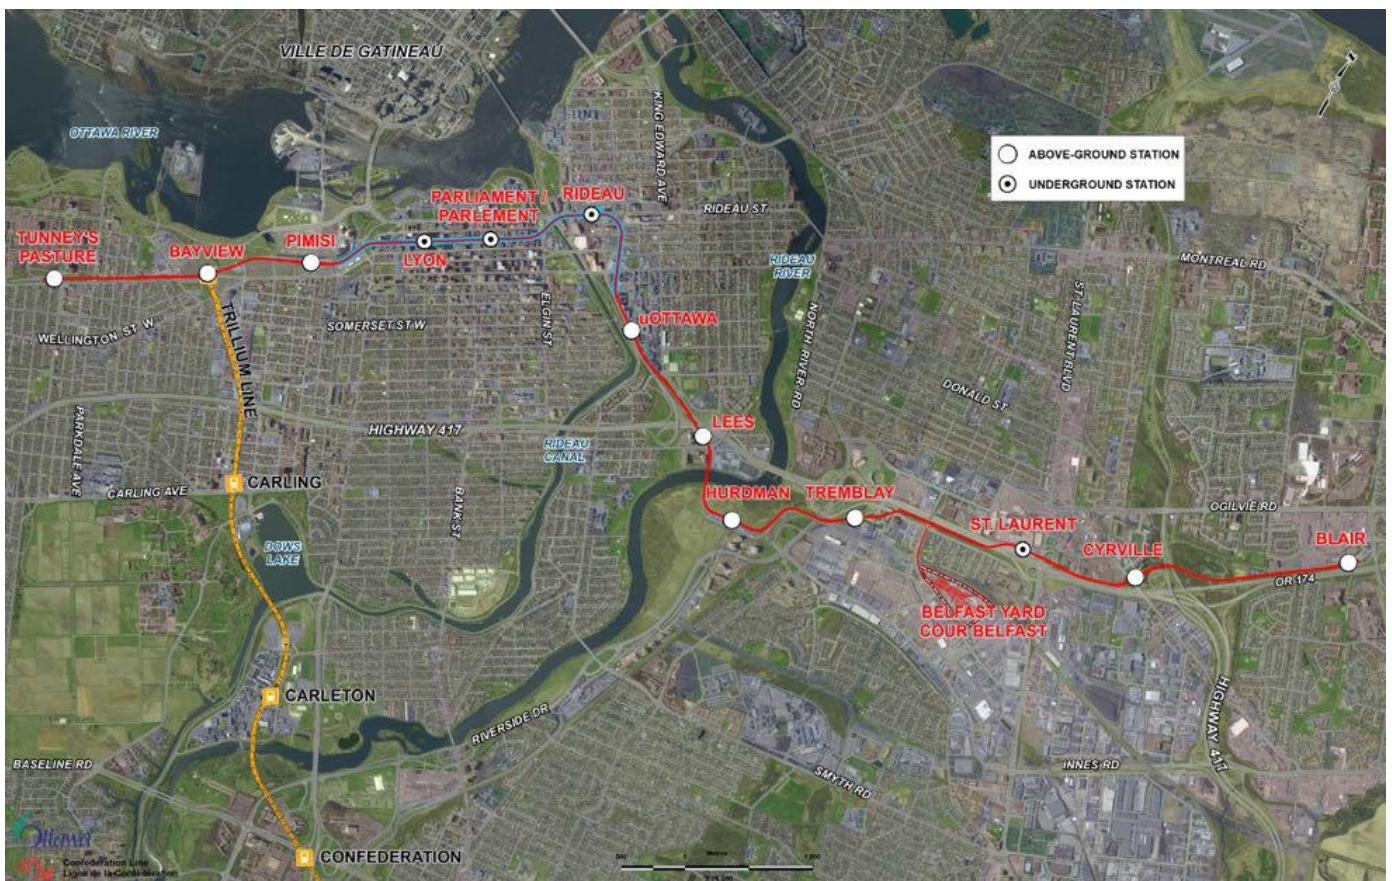 VILLE DE GATINEAU
OTTAWA RIVER
KING EDWARD AVE
ABOVE-GROUND STATION
UNDERGROUND STATION
PARLIAMENT /
PARLEMENT
RIDEAU
RIDEAU ST
TUNNEY'S
PASTURE
BAYVIEW
PIMISI
LYON
RIDEAU
RIVER
MONTREAL RD
ST. LAURENT BLVD
WELLINGTON ST W
TRILLIUM LINE
SOMERSET ST W
ELGIN ST
uOTTAWA
NORTH RIVER RD
DONALD ST
PARKDALE AVE
HIGHWAY 417
RIDEAU
CANAL
LEES
CARLING AVE
CARLING
BANK ST
HURDMAN
TREMBLAY
OGILVIE RD
ST. LAURENT
CYRVILLE
BLAIR
OR 174
DOWS
LAKE
BELFAST YARD
COUR BELFAST
CARLETON
RIVERSIDE DR
HIGHWAY 417
BASELINE RD
SMYTH RD
INNES RD
Ottawa
Confederation Line
Ligne de la Confédération
CONFEDERATION
500
Metres
1,000